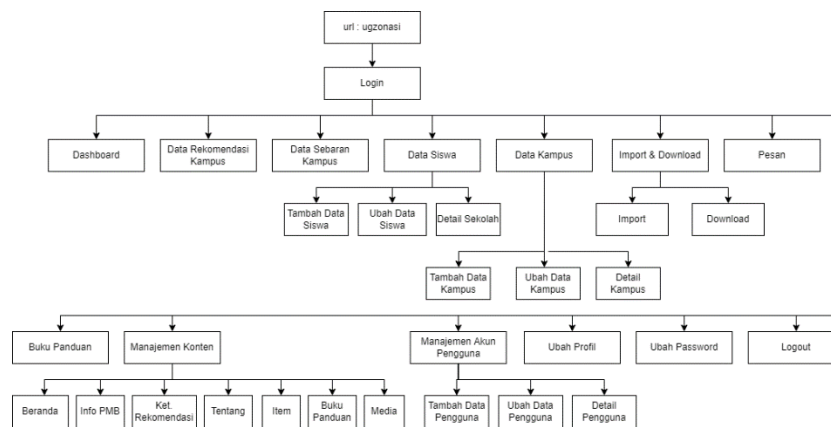 url : ugzonasi
Login
Dashboard
Data Rekomendasi
Kampus
Data Sebaran
Kampus
Data Siswa
Data Kampus
Import & Download
Pesan
Tambah Data
Siswa
Ubah Data
Siswa
Detail Sekolah
Import
Download
Tambah Data
Kampus
Ubah Data
Kampus
Detail
Kampus
Buku Panduan
Manajemen Konten
Manajemen Akun
Pengguna
Ubah Profil
Ubah Password
Logout
Beranda
Info PMB
Ket.
Rekomendasi
Tentang
Item
Buku
Panduan
Media
Tambah Data
Pengguna
Ubah Data
Pengguna
Detail
Pengguna